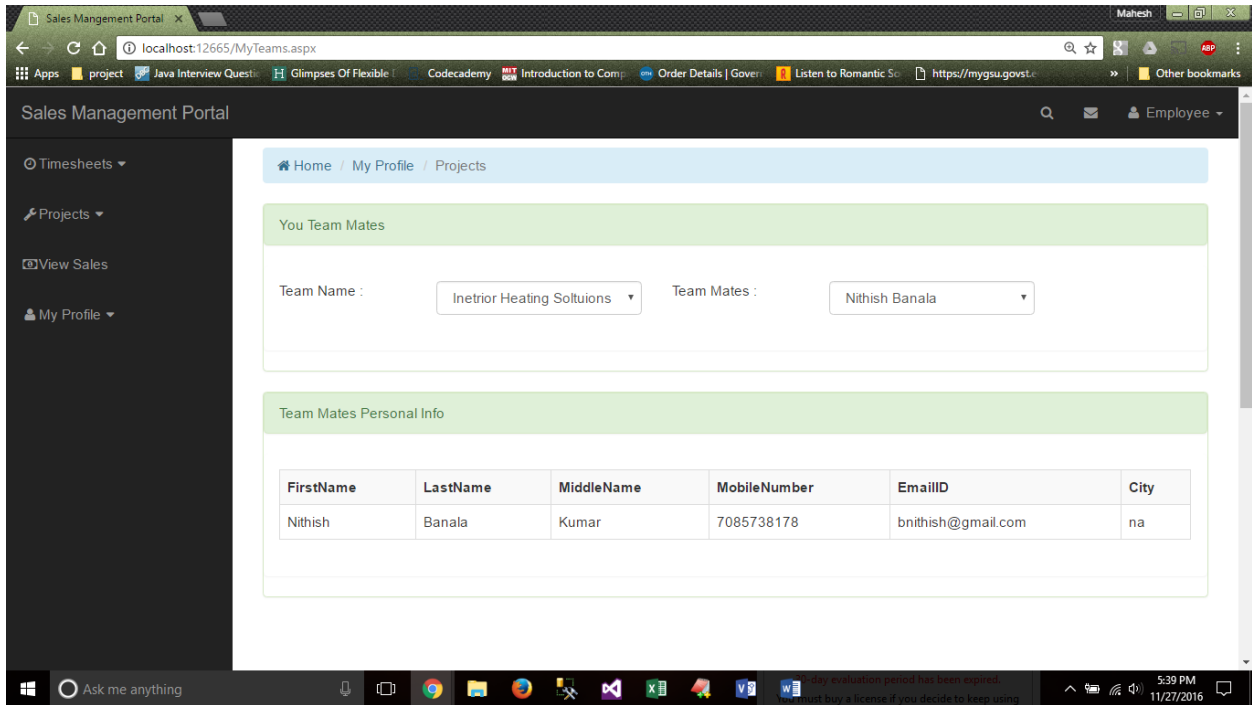 Sales Mangement Portal
Mahesh
localhost:12665/MyTeams.aspx
ABP
Apps project Java Interview Questi Glimpses Of Flexible Codecademy MIT OCW Introduction to Comp Order Details | Gover Listen to Romantic So https://mygsu.govst.e » Other bookmarks
Sales Management Portal
Employee
Timesheets
Projects
View Sales
My Profile
Home / My Profile / Projects
You Team Mates
Team Name : Inetrior Heating Soltuions Team Mates : Nithish Banala
Team Mates Personal Info
FirstName LastName MiddleName MobileNumber EmailID City
Nithish Banala Kumar 7085738178 bnithish@gmail.com na
Ask me anything
-day evaluation period has been expired.
must buy a license if you decide to keep using
5:39 PM
11/27/2016